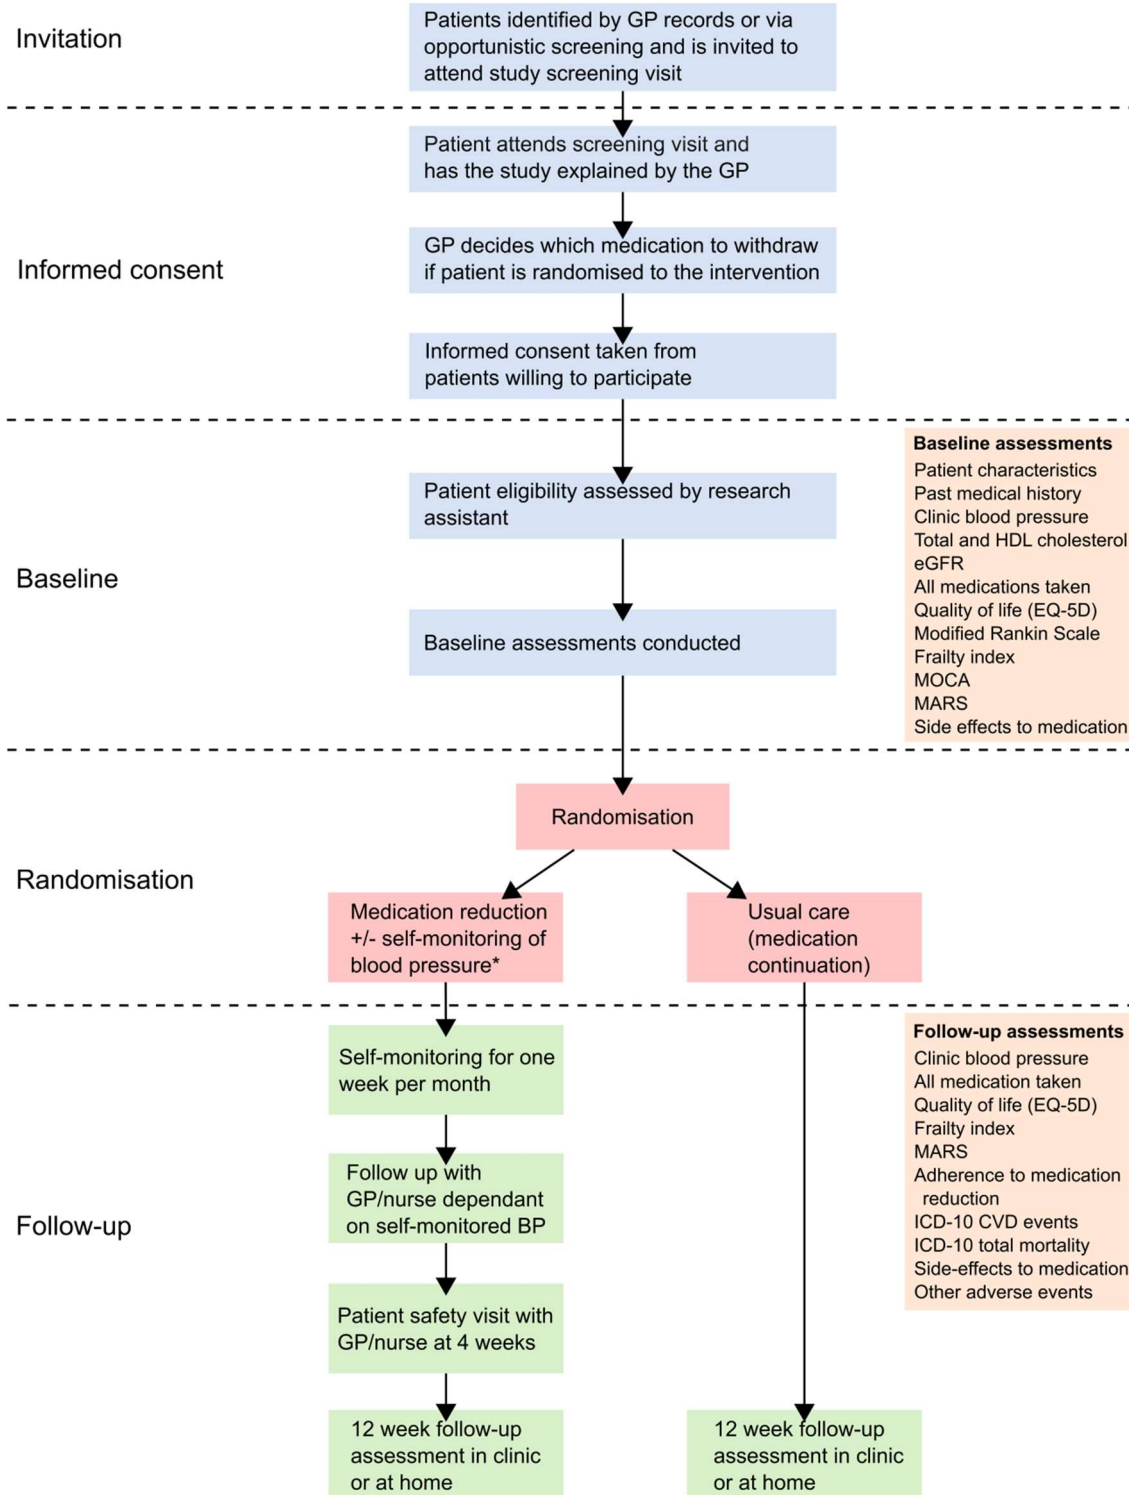 Invitation
Patients identified by GP records or via
opportunistic screening and is invited to
attend study screening visit
Patient attends screening visit and
has the study explained by the GP
Informed consent
GP decides which medication to withdraw
if patient is randomised to the intervention
Informed consent taken from
patients willing to participate
Baseline
Patient eligibility assessed by research
assistant
Baseline assessments conducted
Baseline assessments
Patient characteristics
Past medical history
Clinic blood pressure
Total and HDL cholesterol
eGFR
All medications taken
Quality of life (EQ-5D)
Modified Rankin Scale
Frailty index
MOCA
MARS
Side effects to medication
Randomisation
Randomisation
Medication reduction
+/- self-monitoring of
blood pressure*
Usual care
(medication
continuation)
Follow-up
Self-monitoring for one
week per month
Follow up with
GP/nurse dependant
on self-monitored BP
Patient safety visit with
GP/nurse at 4 weeks
12 week follow-up
assessment in clinic
or at home
12 week follow-up
assessment in clinic
or at home
Follow-up assessments
Clinic blood pressure
All medication taken
Quality of life (EQ-5D)
Frailty index
MARS
Adherence to medication
reduction
ICD-10 CVD events
ICD-10 total mortality
Side-effects to medication
Other adverse events